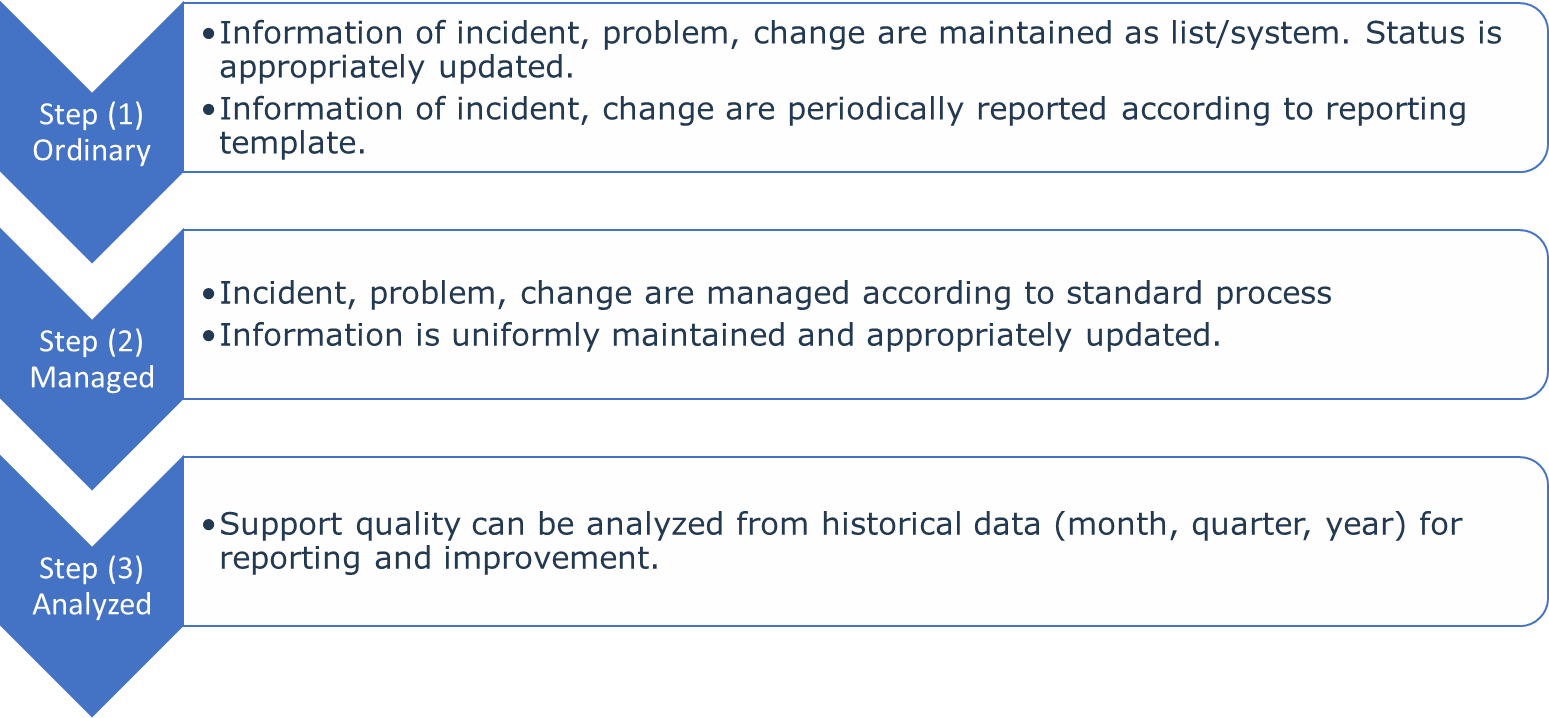 Step (1)
Ordinary
•Information of incident, problem, change are maintained as list/system. Status is
appropriately updated.
•Information of incident, change are periodically reported according to reporting
template.
Step (2)
Managed
•Incident, problem, change are managed according to standard process
•Information is uniformly maintained and appropriately updated.
Step (3)
Analyzed
•Support quality can be analyzed from historical data (month, quarter, year) for
reporting and improvement.